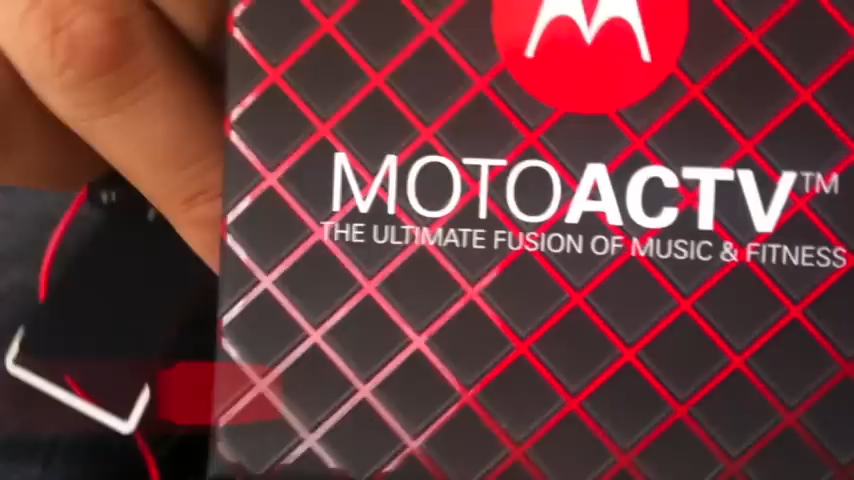 MOTOACTV™
THE ULTIMATE FUSION OF MUSIC & FITNESS